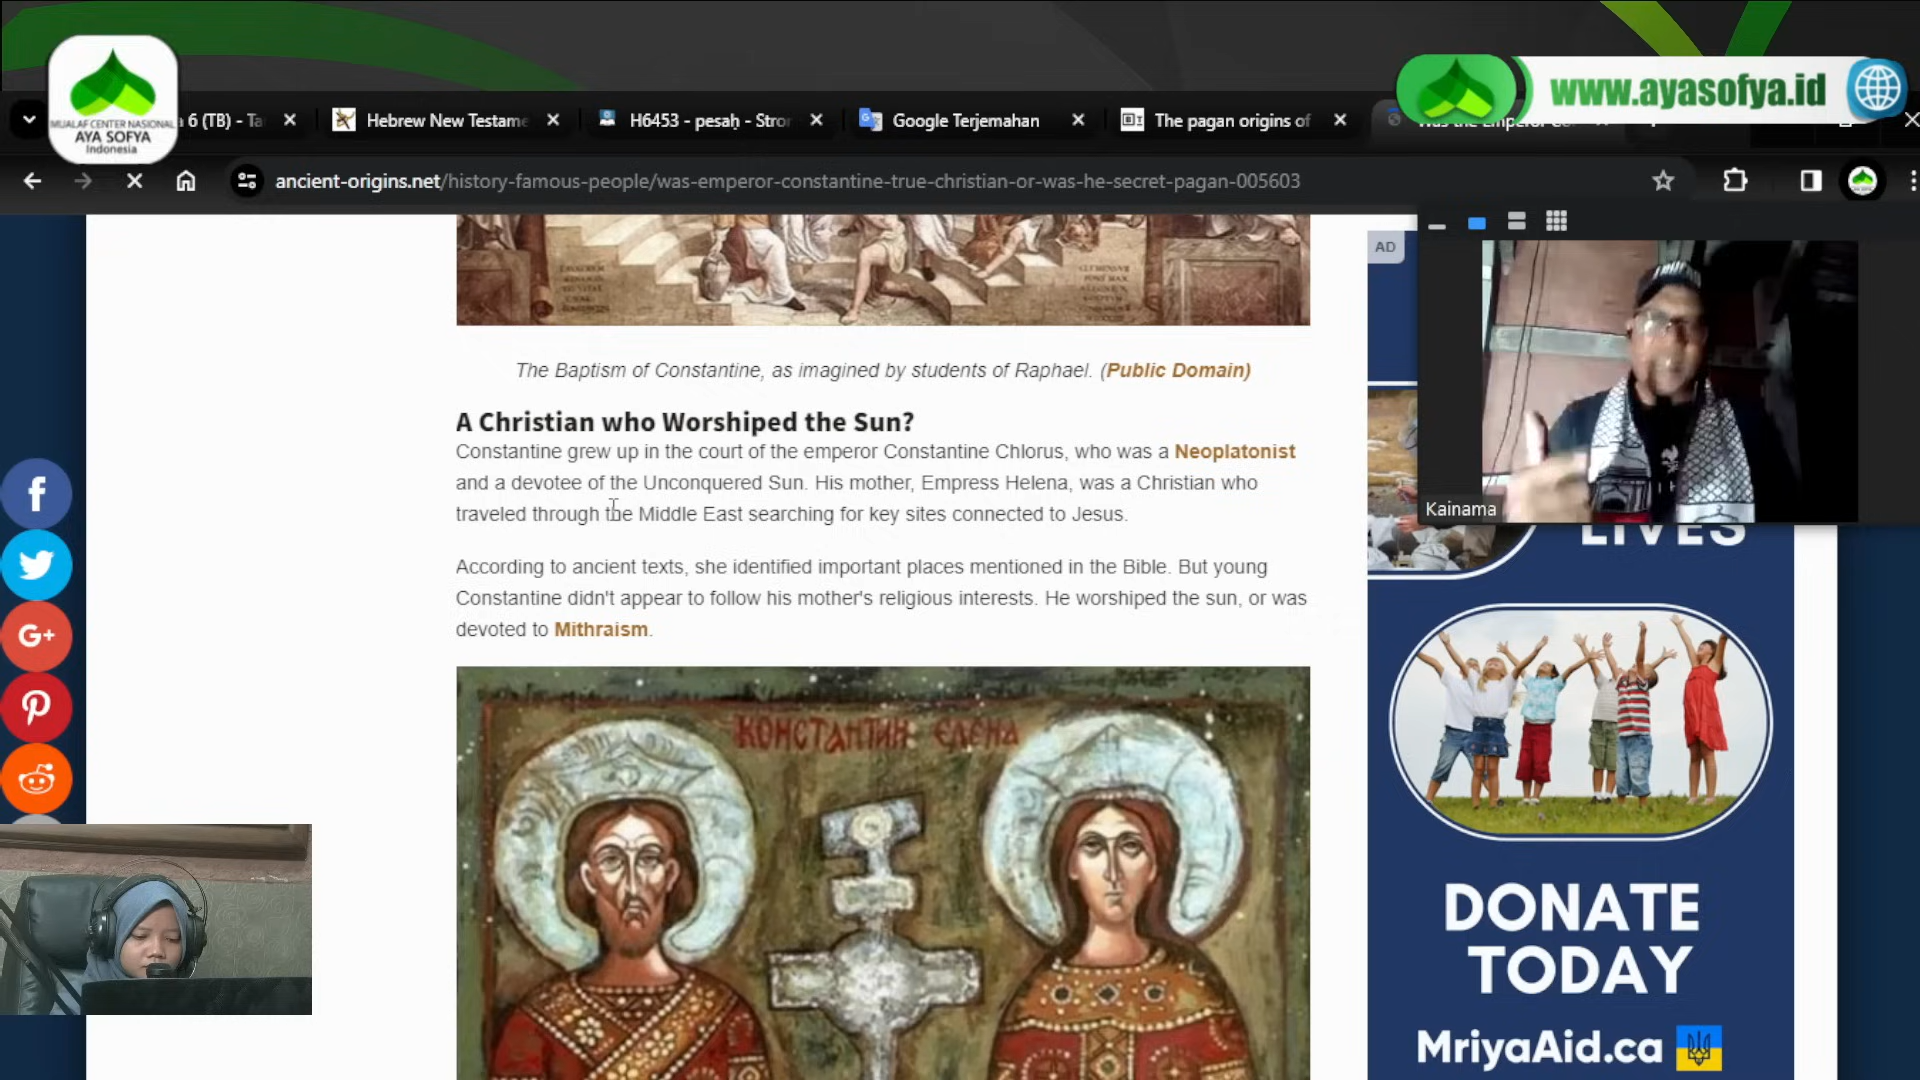 MUALAF CENTER NASIONAL
AYA SOFYA
Indonesia
www.ayasofya.id
6 (TB) - Ta
Hebrew New Testame
H6453 - pesaḥ - Stro
Google Terjemahan
The pagan origins of
ancient-origins.net/history-famous-people/was-emperor-constantine-true-christian-or-was-he-secret-pagan-005603
AD
Kainama
The Baptism of Constantine, as imagined by students of Raphael. (Public Domain)
A Christian who Worshiped the Sun?
Constantine grew up in the court of the emperor Constantine Chlorus, who was a Neoplatonist
and a devotee of the Unconquered Sun. His mother, Empress Helena, was a Christian who
traveled through the Middle East searching for key sites connected to Jesus.
According to ancient texts, she identified important places mentioned in the Bible. But young
Constantine didn't appear to follow his mother's religious interests. He worshiped the sun, or was
devoted to Mithraism.
КОНСТАТИН ЕЛЕНА
LIVES
DONATE
TODAY
MriyaAid.ca